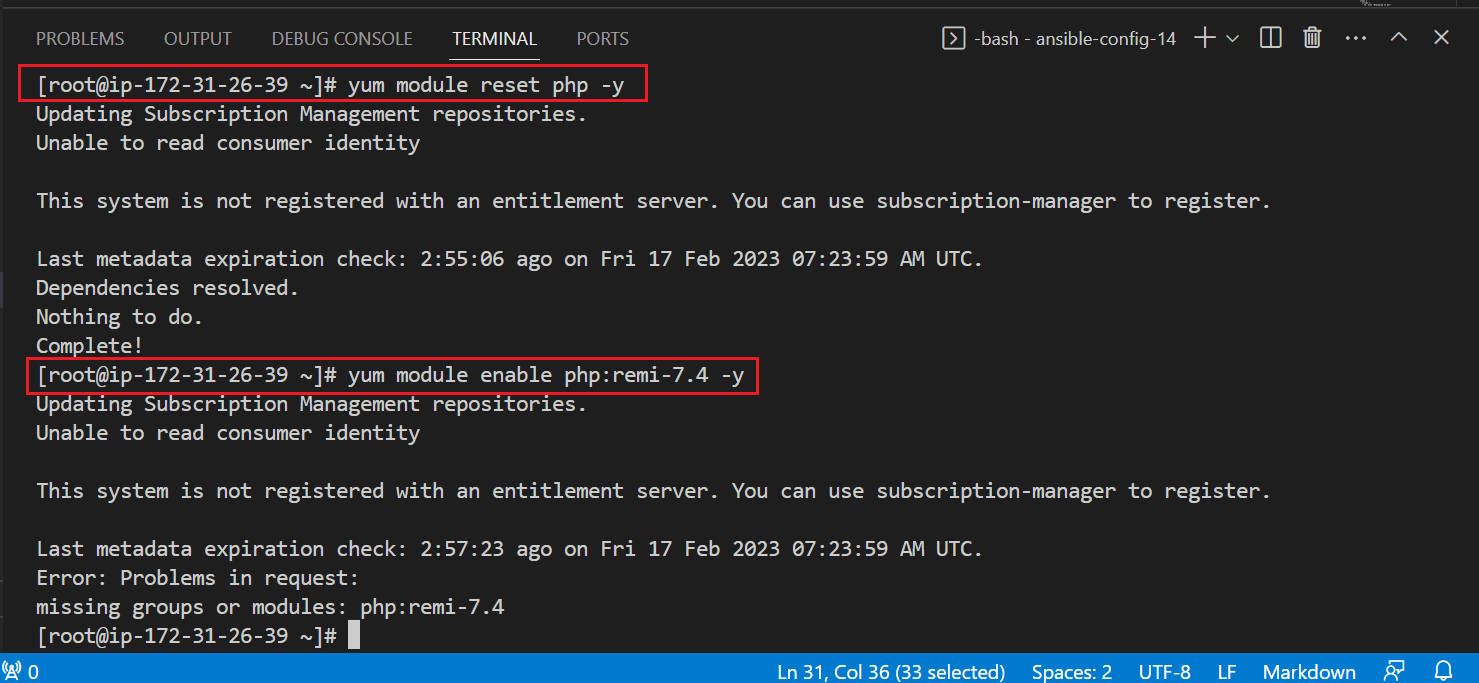 PROBLEMS OUTPUT DEBUG CONSOLE TERMINAL PORTS -bash - ansible-config-14
[root@ip-172-31-26-39 ~]# yum module reset php -y
Updating Subscription Management repositories.
Unable to read consumer identity
This system is not registered with an entitlement server. You can use subscription-manager to register.
Last metadata expiration check: 2:55:06 ago on Fri 17 Feb 2023 07:23:59 AM UTC.
Dependencies resolved.
Nothing to do.
Complete!
[root@ip-172-31-26-39 ~]# yum module enable php:remi-7.4 -y
Updating Subscription Management repositories.
Unable to read consumer identity
This system is not registered with an entitlement server. You can use subscription-manager to register.
Last metadata expiration check: 2:57:23 ago on Fri 17 Feb 2023 07:23:59 AM UTC.
Error: Problems in request:
missing groups or modules: php:remi-7.4
[root@ip-172-31-26-39 ~]#
0 Ln 31, Col 36 (33 selected) Spaces: 2 UTF-8 LF Markdown